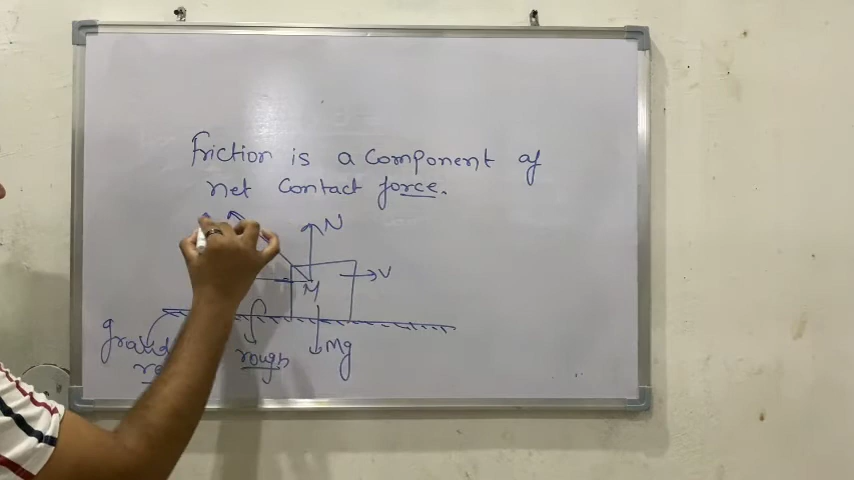 Friction is a component of
net contact force.
N
V
M
rough
Mg